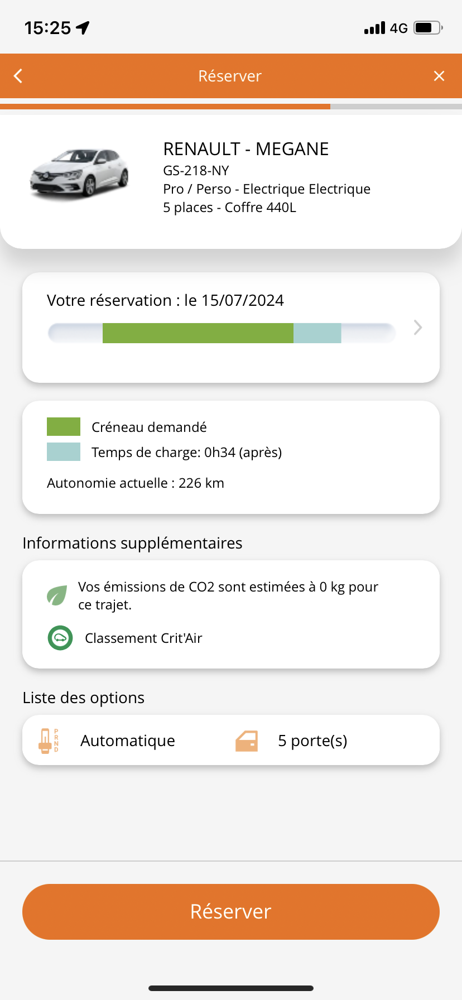 15:25
4G
Réserver
RENAULT - MEGANE
GS-218-NY
Pro / Perso - Electrique Electrique
5 places - Coffre 440L
Votre réservation : le 15/07/2024
Créneau demandé
Temps de charge: 0h34 (après)
Autonomie actuelle : 226 km
Informations supplémentaires
Vos émissions de CO2 sont estimées à 0 kg pour
ce trajet.
Classement Crit'Air
Liste des options
P
R
N
D
Automatique
5 porte(s)
Réserver